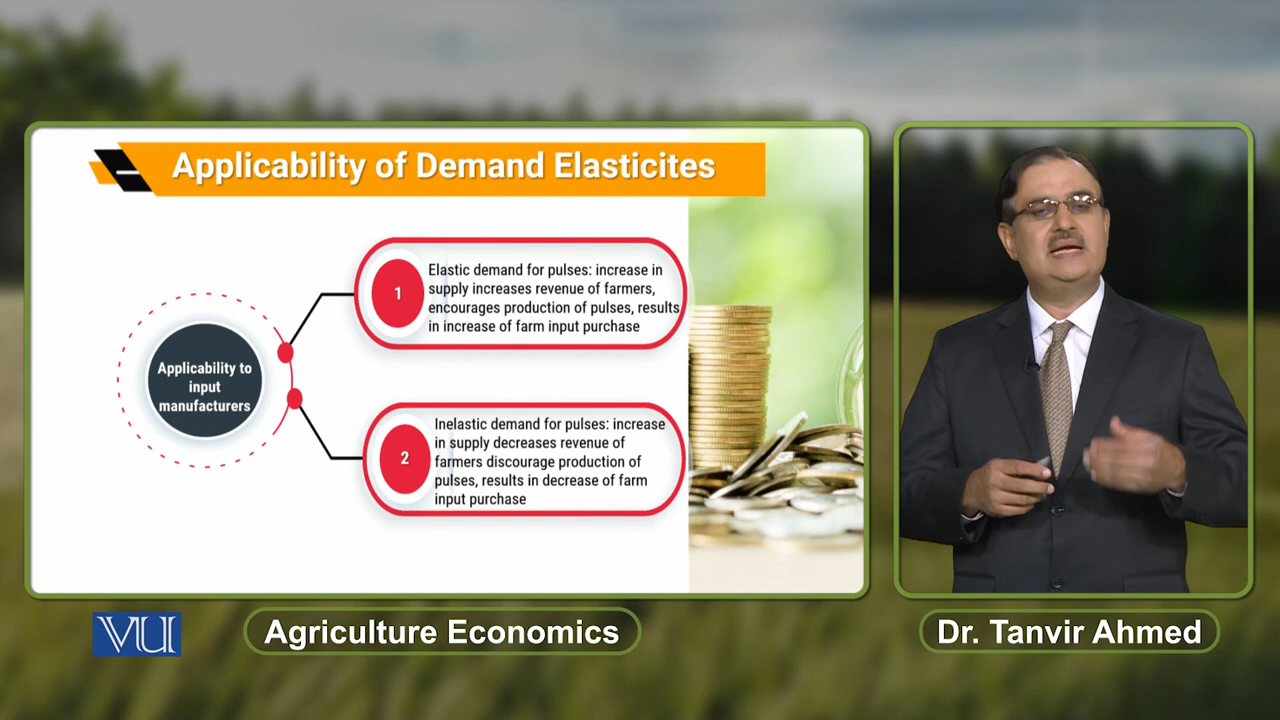 Applicability of Demand Elasticites
Applicability to
input
manufacturers
1
Elastic demand for pulses: increase in
supply increases revenue of farmers,
encourages production of pulses, results
in increase of farm input purchase
2
Inelastic demand for pulses: increase
in supply decreases revenue of
farmers discourage production of
pulses, results in decrease of farm
input purchase
VU
Agriculture Economics
Dr. Tanvir Ahmed